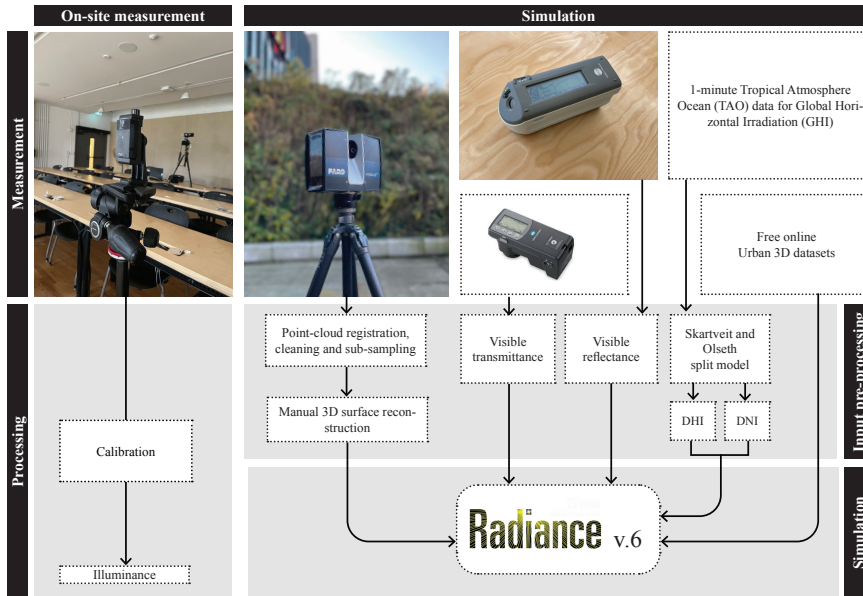 On-site measurement
Simulation
Measurement
1-minute Tropical Atmosphere
Ocean (TAO) data for Global Hori-
zontal Irradiation (GHI)
FARO
Free online
Urban 3D datasets
Processing
Input pre-processing
Point-cloud registration,
cleaning and sub-sampling
Visible
transmittance
Visible
reflectance
Skartveit and
Olseth
split model
Manual 3D surface recon-
struction
DHI
DNI
Calibration
Simulation
Radiance v.6
Illuminance